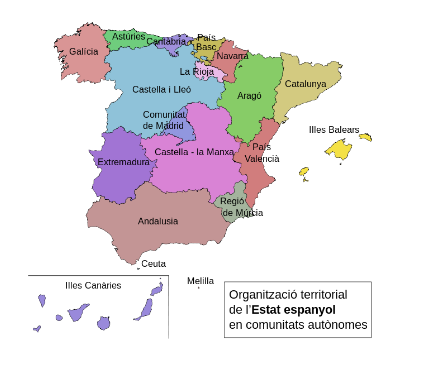 Astúries
Cantàbria
País
Basc
Galícia
Navarra
La Rioja
Castella i Lleó
Aragó
Catalunya
Comunitat
de Madrid
Illes Balears
Castella - la Manxa
País
Valencià
Extremadura
Regió
de Múrcia
Andalusia
Ceuta
Melilla
Illes Canàries
Organització territorial
de l'Estat espanyol
en comunitats autònomes